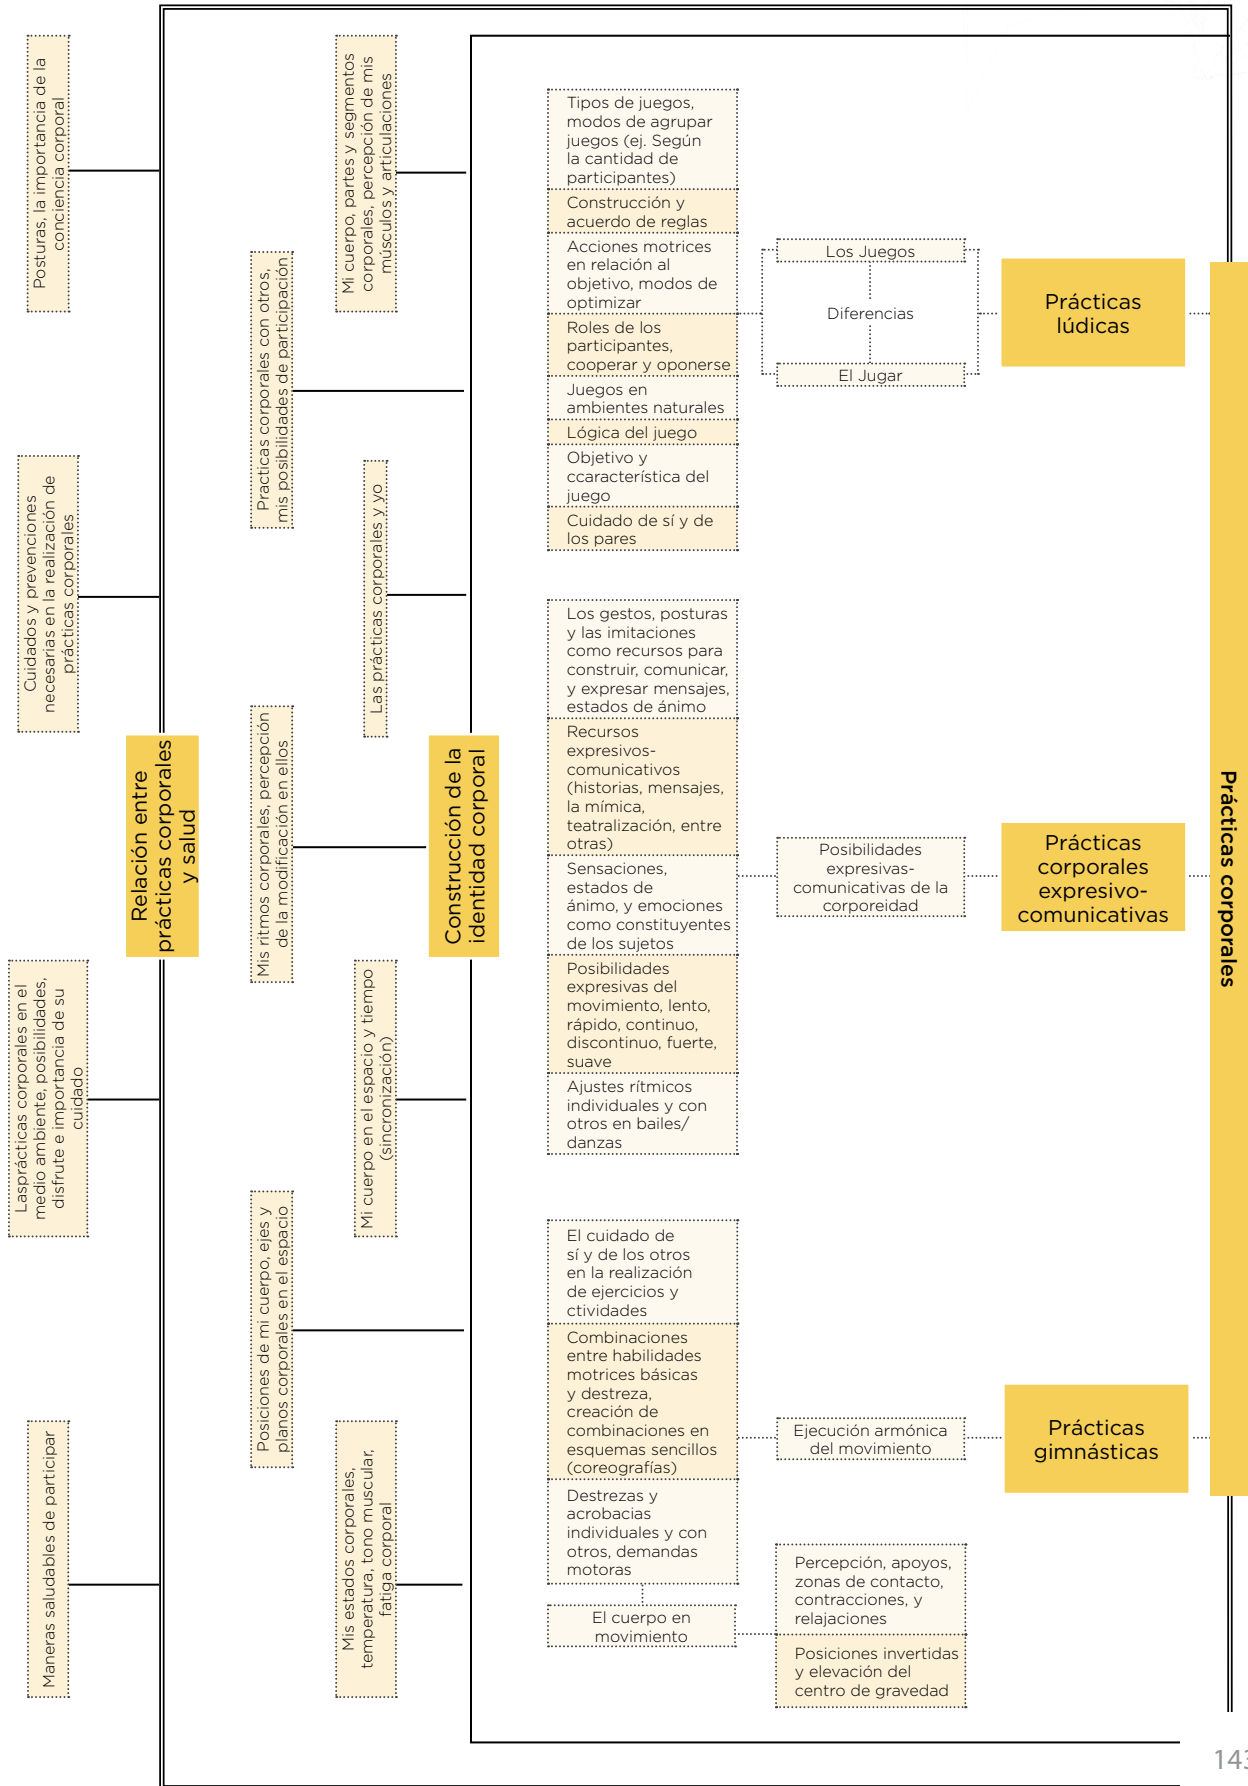 Posturas, la importancia de la
conciencia corporal
Cuidados y prevenciones
necesarias en la realización de
prácticas corporales
Relación entre
prácticas corporales
y salud
Lasprácticas corporales en el
medio ambiente, posibilidades,
disfrute e importancia de su
cuidado
Maneras saludables de participar
Mi cuerpo, partes y segmentos
corporales, percepción de mis
músculos y articulaciones
Practicas corporales con otros,
mis posibilidades de participación
Las prácticas corporales y yo
Mis ritmos corporales, percepción
de la modificación en ellos
Construcción de la
identidad corporal
Mi cuerpo en el espacio y tiempo
(sincronización)
Posiciones de mi cuerpo, ejes y
planos corporales en el espacio
Mis estados corporales,
temperatura, tono muscular,
fatiga corporal
Tipos de juegos,
modos de agrupar
juegos (ej. Según
la cantidad de
participantes)
Construcción y
acuerdo de reglas
Acciones motrices
en relación al
objetivo, modos de
optimizar
Roles de los
participantes,
cooperar y oponerse
Juegos en
ambientes naturales
Lógica del juego
Objetivo y
ccaracterística del
juego
Cuidado de sí y de
los pares
Los Juegos
Diferencias
El Jugar
Prácticas
lúdicas
Los gestos, posturas
y las imitaciones
como recursos para
construir, comunicar,
y expresar mensajes,
estados de ánimo
Recursos
expresivos-
comunicativos
(historias, mensajes,
la mímica,
teatralización, entre
otras)
Sensaciones,
estados de
ánimo, y emociones
como constituyentes
de los sujetos
Posibilidades
expresivas del
movimiento, lento,
rápido, continuo,
discontinuo, fuerte,
suave
Ajustes rítmicos
individuales y con
otros en bailes/
danzas
Posibilidades
expresivas-
comunicativas de la
corporeidad
Prácticas
corporales
expresivo-
comunicativas
El cuidado de
sí y de los otros
en la realización
de ejercicios y
ctividades
Combinaciones
entre habilidades
motrices básicas
y destreza,
creación de
combinaciones en
esquemas sencillos
(coreografías)
Destrezas y
acrobacias
individuales y con
otros, demandas
motoras
El cuerpo en
movimiento
Ejecución armónica
del movimiento
Percepción, apoyos,
zonas de contacto,
contracciones, y
relajaciones
Posiciones invertidas
y elevación del
centro de gravedad
Prácticas
gimnásticas
Prácticas corporales
143